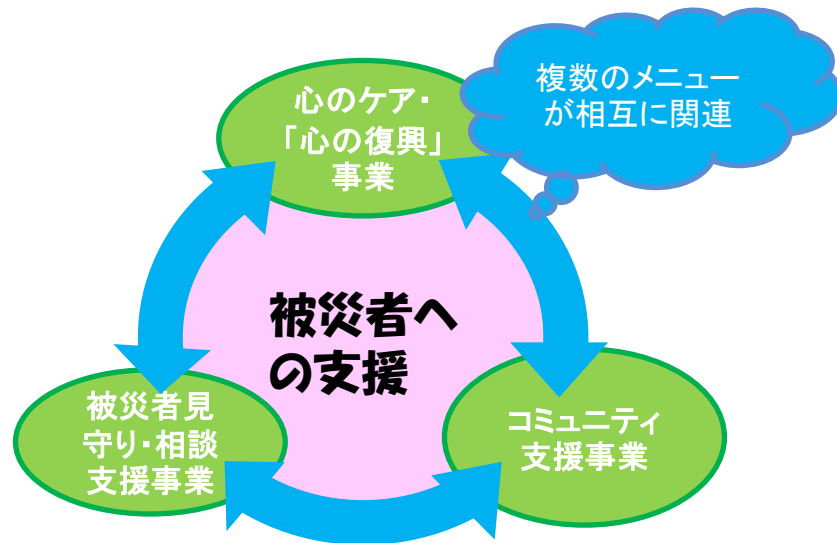 心のケア・
「心の復興」
事業
複数のメニュー
が相互に関連
被災者へ
の支援
被災者見
守り・相談
支援事業
コミュニティ
支援事業